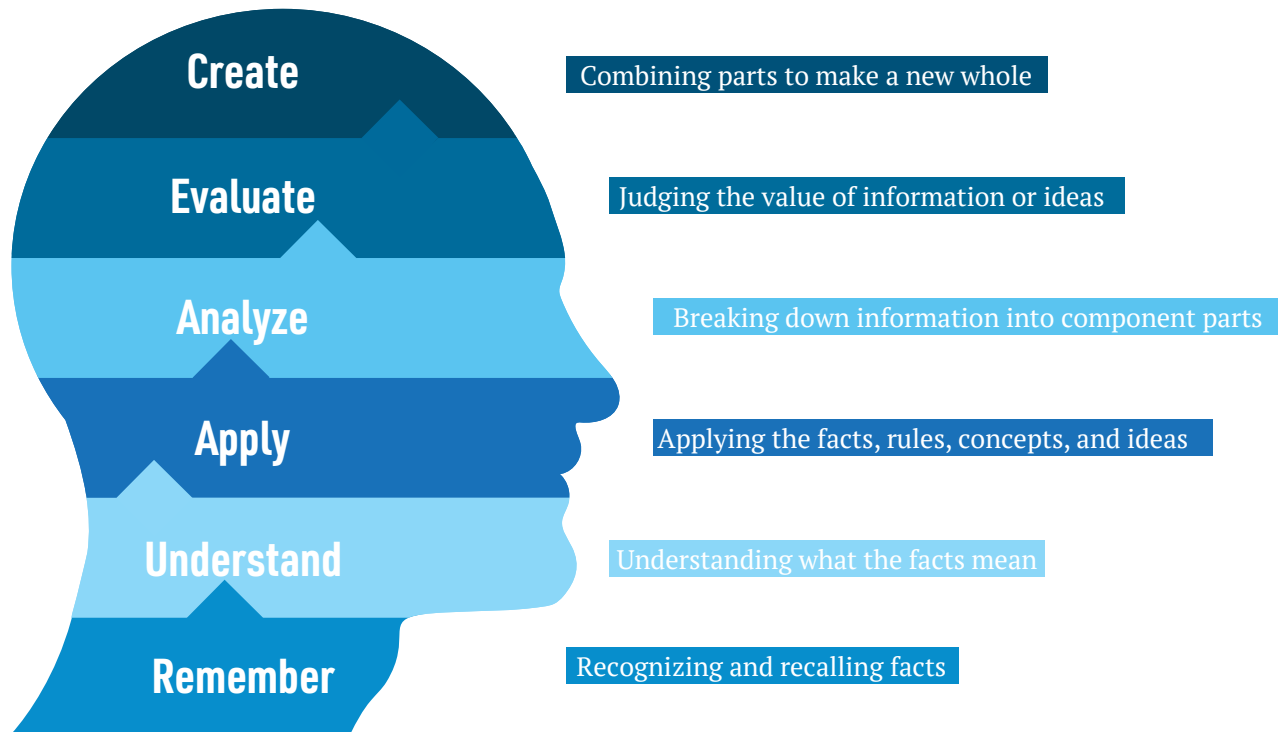 Create
Combining parts to make a new whole
Evaluate
Judging the value of information or ideas
Analyze
Breaking down information into component parts
Apply
Applying the facts, rules, concepts, and ideas
Understand
Understanding what the facts mean
Remember
Recognizing and recalling facts